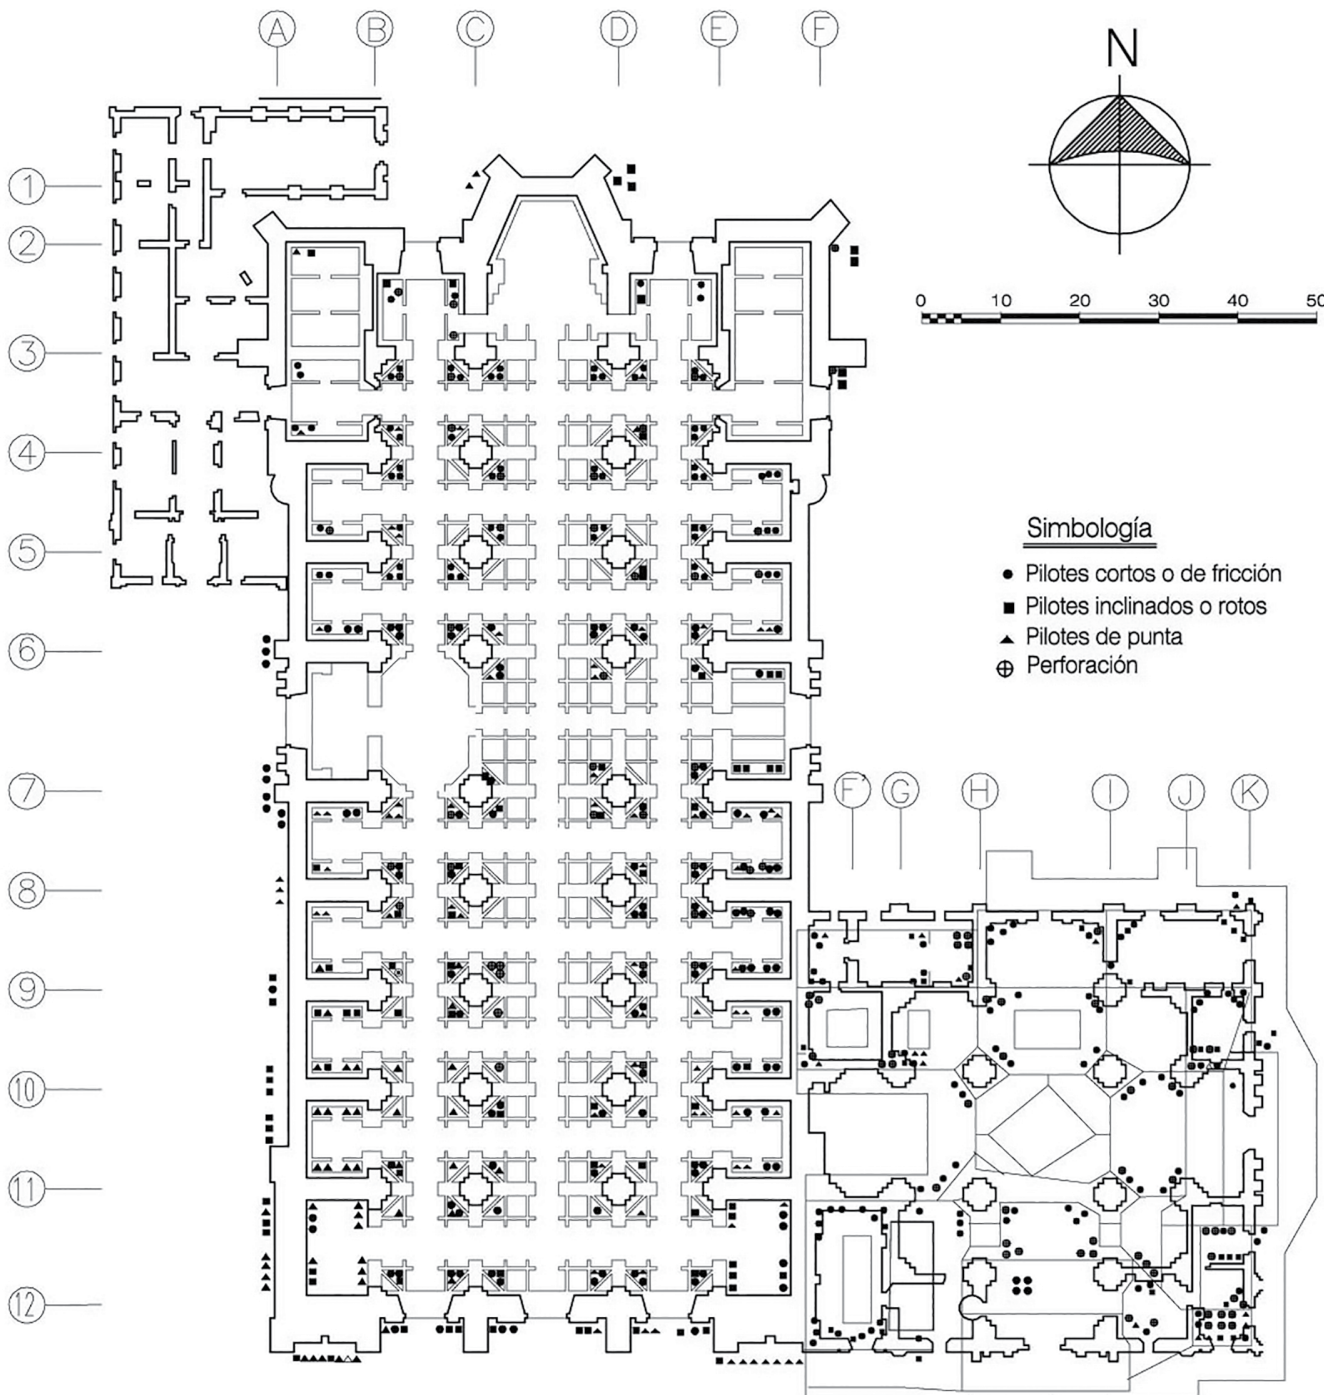 A B C D E F
N
0 10 20 30 40 50
1
2
3
4
5
6
7
8
9
10
11
12
Simbología
Pilotes cortos o de fricción
Pilotes inclinados o rotos
Pilotes de punta
Perforación
F' G H I J K